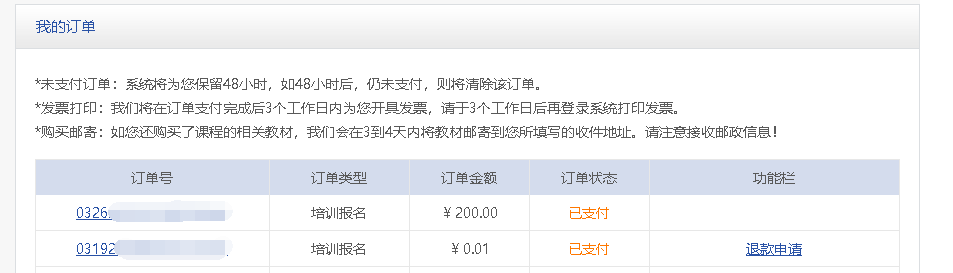 我的订单
*未支付订单：系统将为您保留48小时，如48小时后，仍未支付，则将清除该订单。
*发票打印：我们将在订单支付完成后3个工作日内为您开具发票，请于3个工作日后再登录系统打印发票。
*购买邮寄：如您还购买了课程的相关教材，我们会在3到4天内将教材邮寄到您所填写的收件地址。请注意接收邮政信息！
订单号 订单类型 订单金额 订单状态 功能栏
0326 培训报名 ¥ 200.00 已支付
03192 培训报名 ¥ 0.01 已支付 退款申请